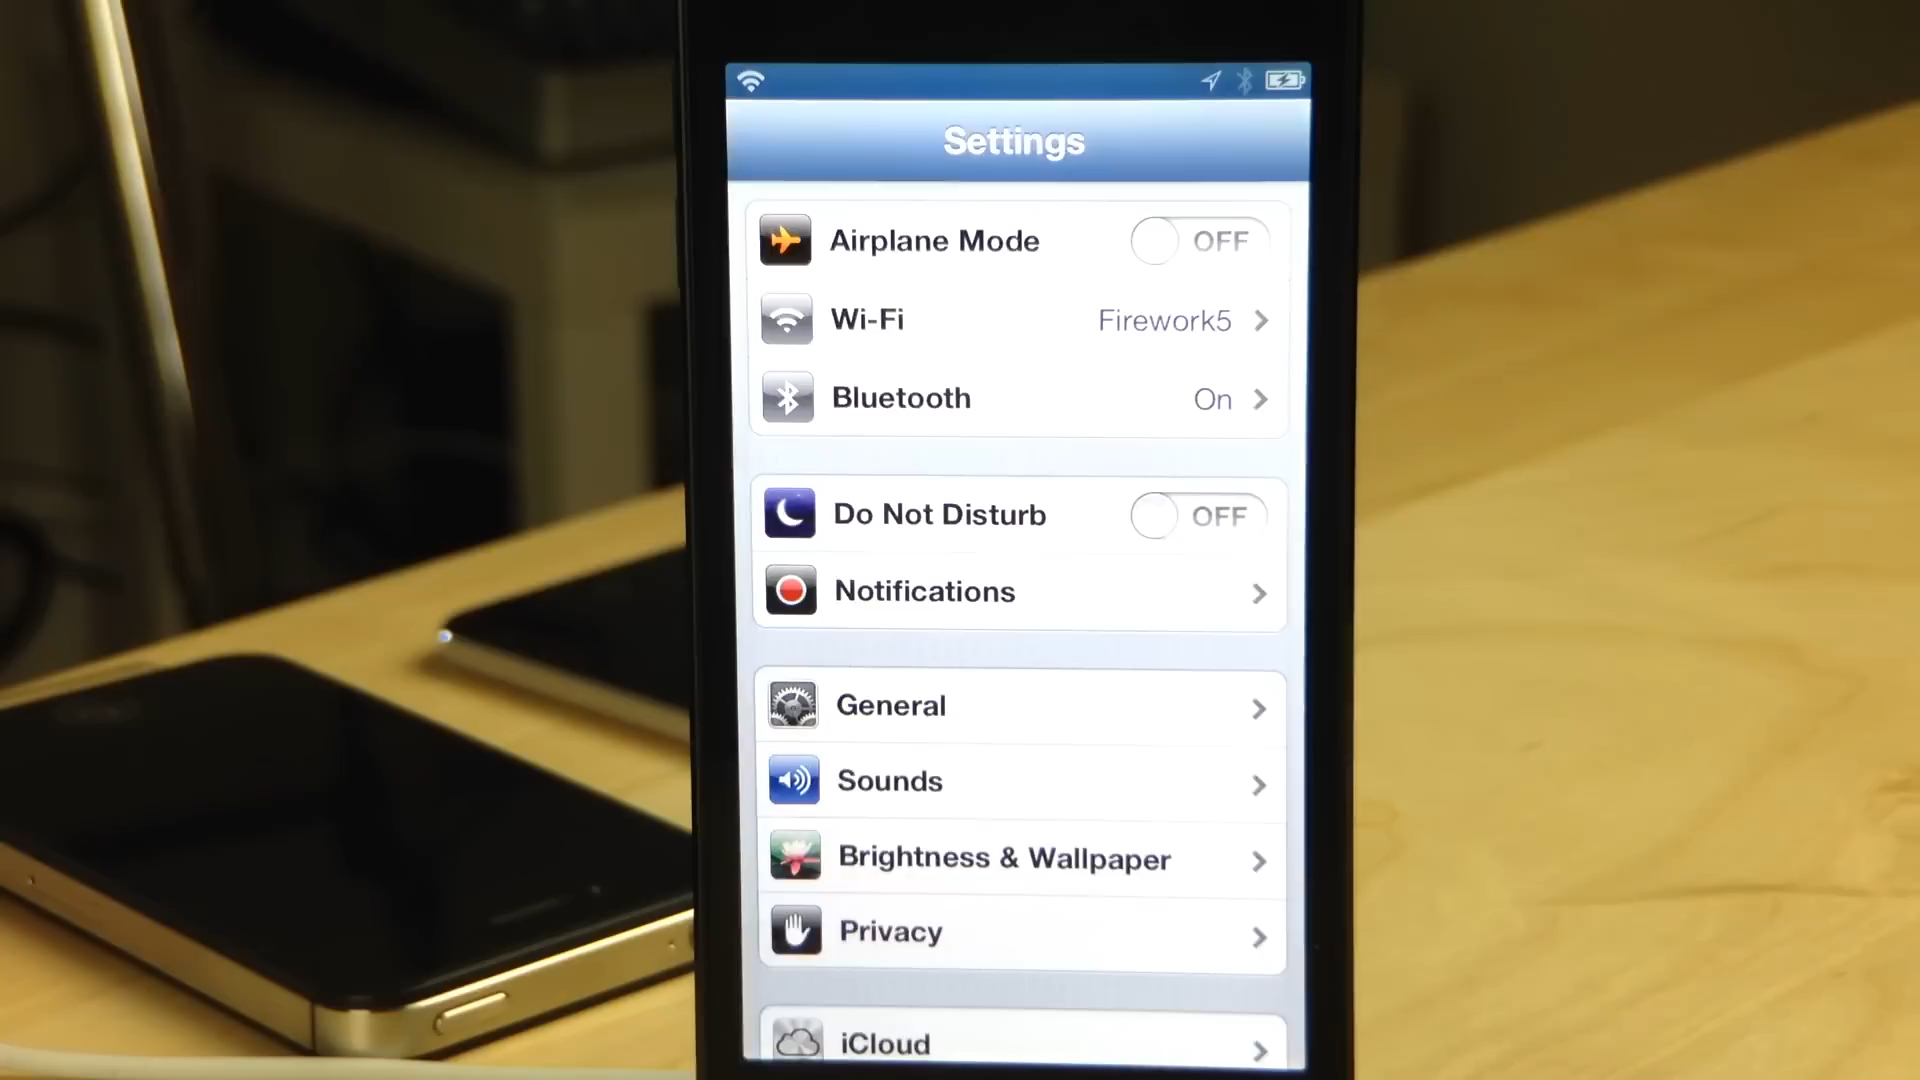 Settings
Airplane Mode OFF
Wi-Fi Firework5
Bluetooth On
Do Not Disturb OFF
Notifications
General
Sounds
Brightness & Wallpaper
Privacy
iCloud